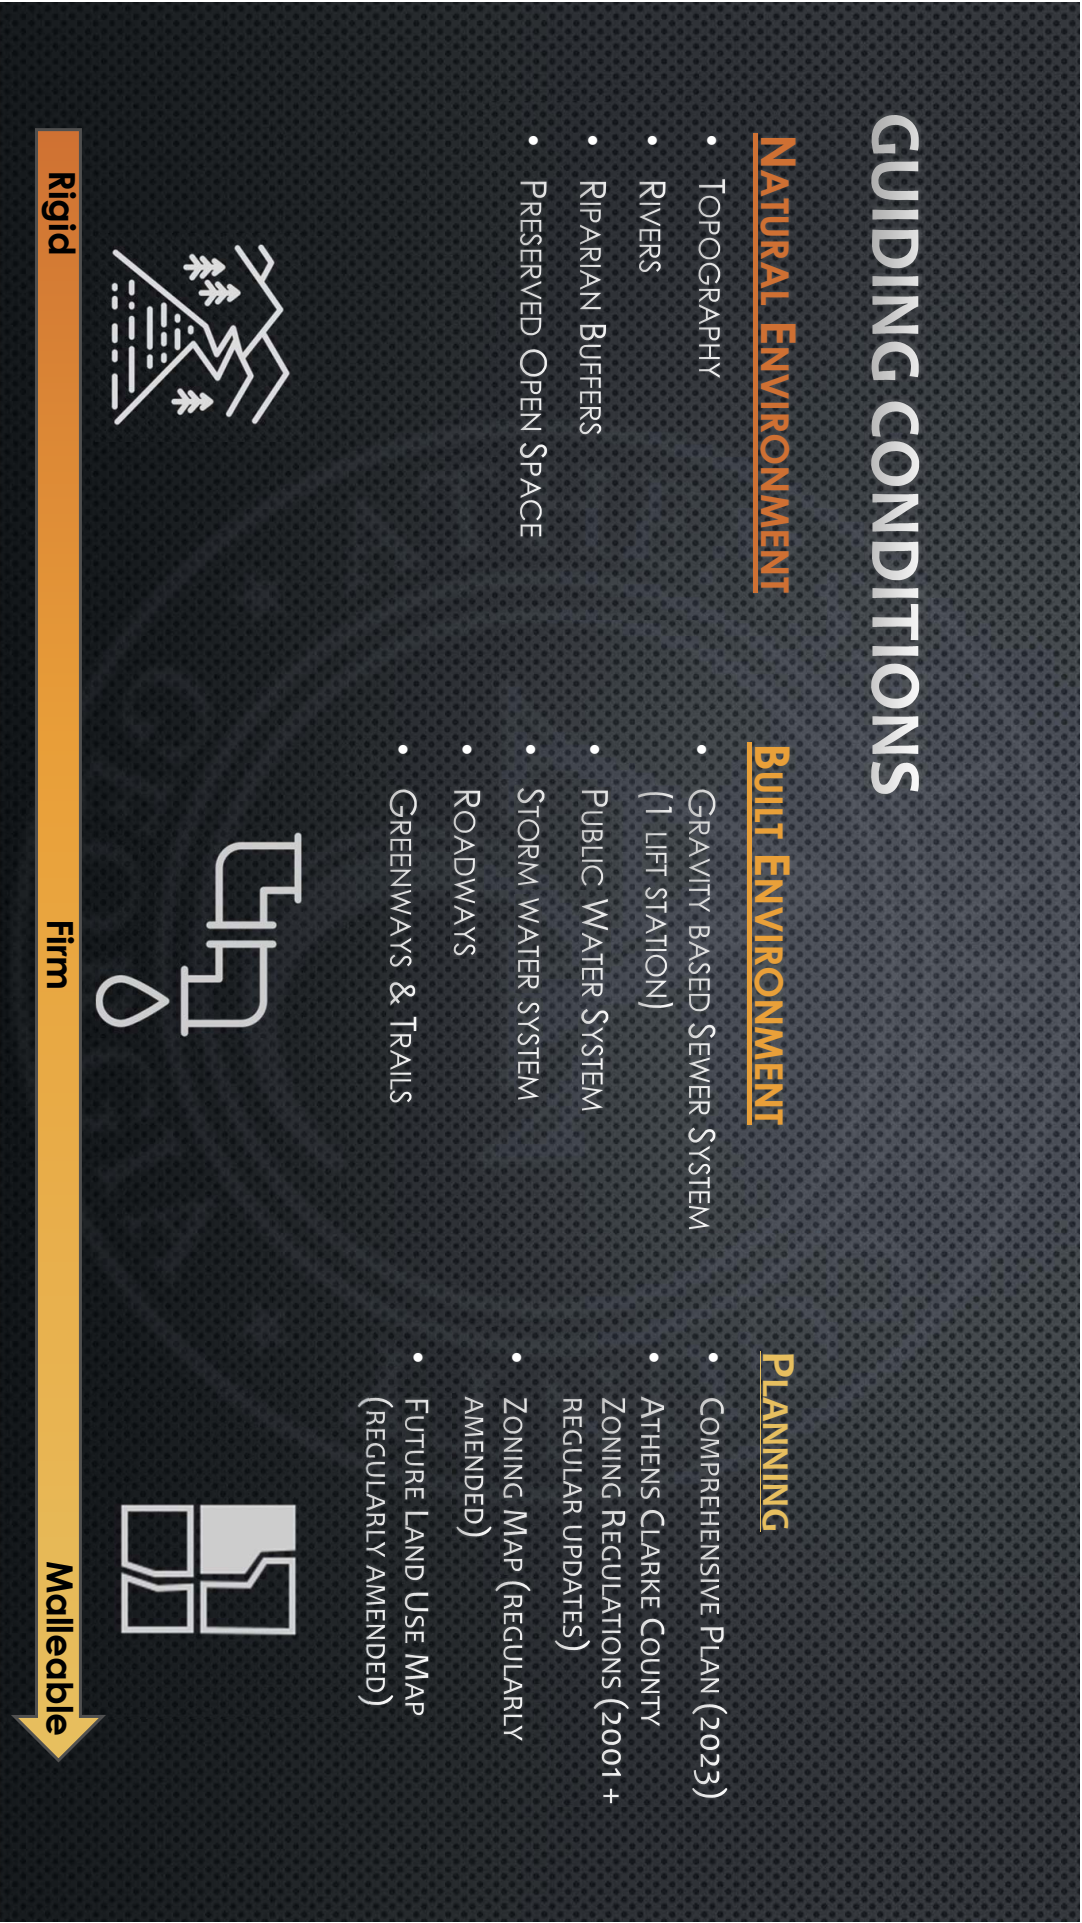 GUIDING CONDITIONS
NATURAL ENVIRONMENT
• TOPOGRAPHY
• RIVERS
• RIPARIAN BUFFERS
• PRESERVED OPEN SPACE
BUILT ENVIRONMENT
• GRAVITY BASED SEWER SYSTEM
(1 LIFT STATION)
• PUBLIC WATER SYSTEM
• STORM WATER SYSTEM
• ROADWAYS
• GREENWAYS & TRAILS
PLANNING
• COMPREHENSIVE PLAN (2023)
• ATHENS CLARKE COUNTY
ZONING REGULATIONS (2001 +
REGULAR UPDATES)
• ZONING MAP (REGULARLY
AMENDED)
• FUTURE LAND USE MAP
(REGULARLY AMENDED)
Rigid
Firm
Malleable